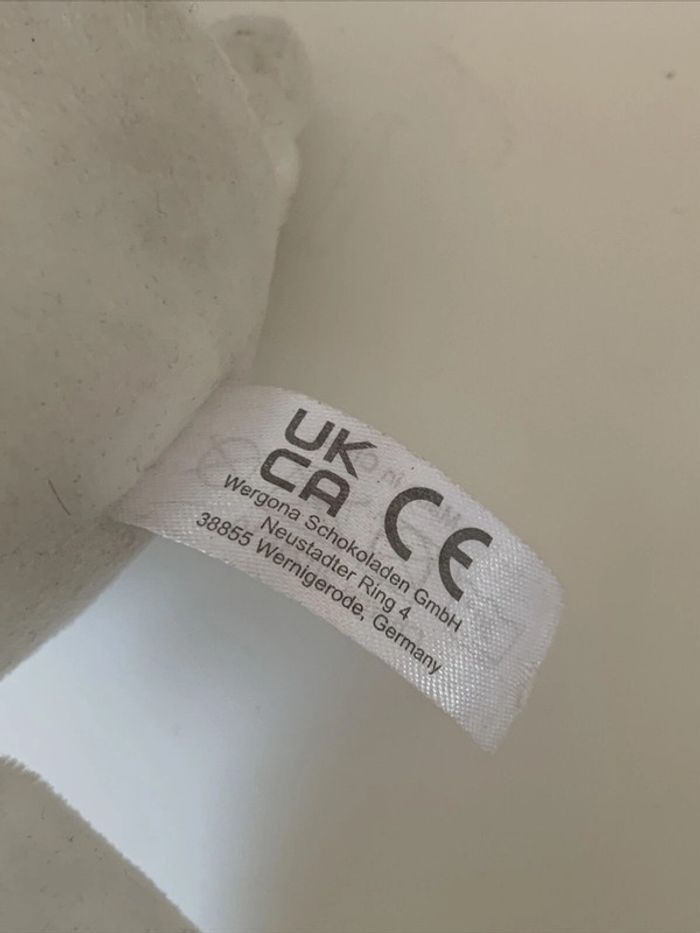 UK
CA CE
Wergona Schokoladen GmbH
Neustadter Ring 4
38855 Wernigerode, Germany